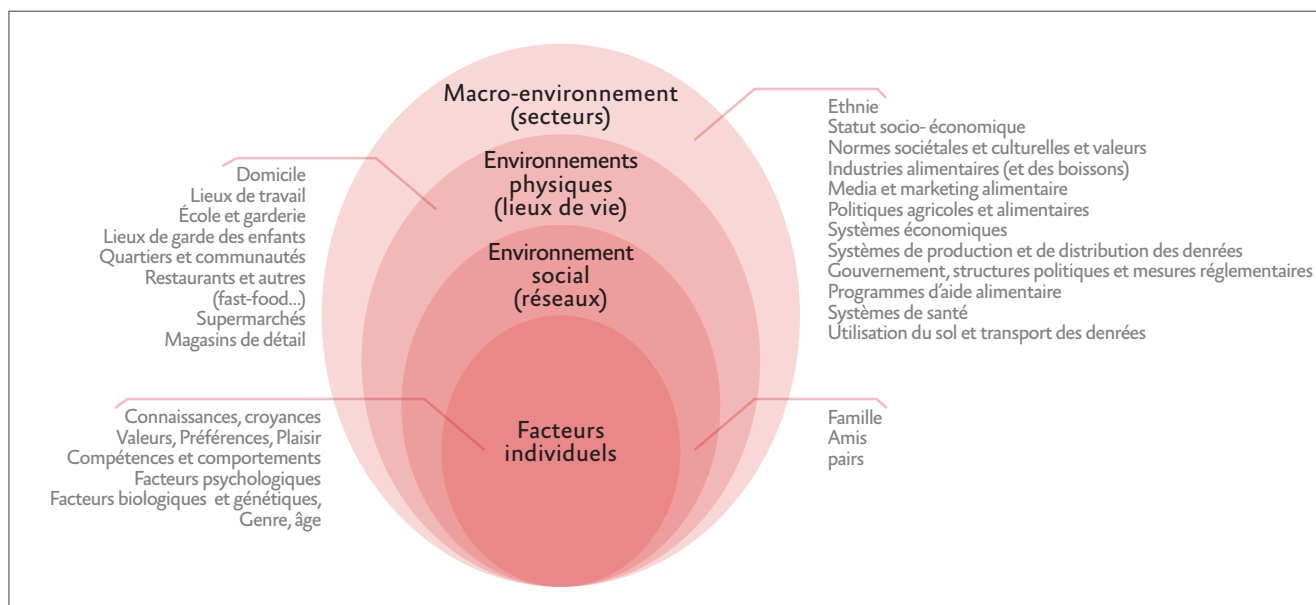 Macro-environnement
(secteurs)
Environnements
physiques
(lieux de vie)
Environnement
social
(réseaux)
Facteurs
individuels
Domicile
Lieux de travail
École et garderie
Lieux de garde des enfants
Quartiers et communautés
Restaurants et autres
(fast-food...)
Supermarchés
Magasins de détail
Connaissances, croyances
Valeurs, Préférences, Plaisir
Compétences et comportements
Facteurs psychologiques
Facteurs biologiques et génétiques,
Genre, âge
Ethnie
Statut socio- économique
Normes sociétales et culturelles et valeurs
Industries alimentaires (et des boissons)
Media et marketing alimentaire
Politiques agricoles et alimentaires
Systèmes économiques
Systèmes de production et de distribution des denrées
Gouvernement, structures politiques et mesures réglementaires
Programmes d'aide alimentaire
Systèmes de santé
Utilisation du sol et transport des denrées
Famille
Amis
pairs